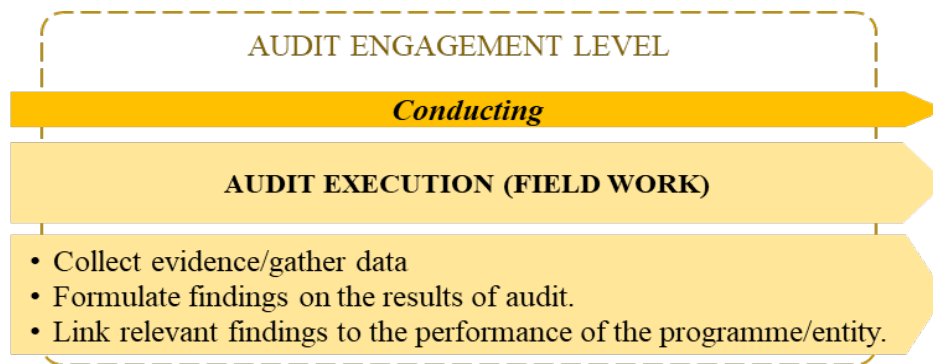 AUDIT ENGAGEMENT LEVEL
Conducting
AUDIT EXECUTION (FIELD WORK)
• Collect evidence/gather data
• Formulate findings on the results of audit.
• Link relevant findings to the performance of the programme/entity.